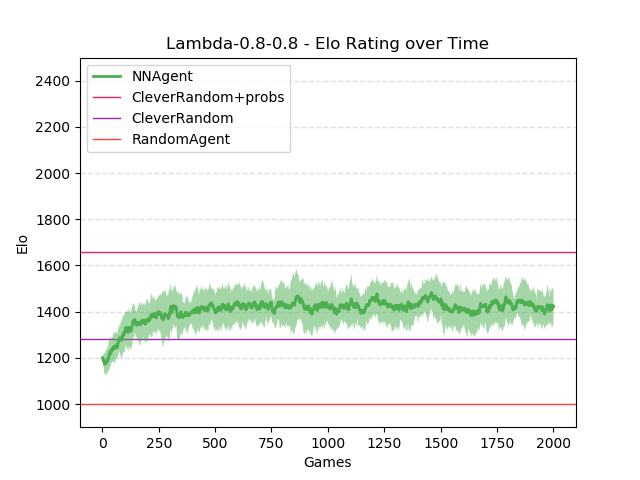 Lambda-0.8-0.8 - Elo Rating over Time
NNAgent
CleverRandom+probs
CleverRandom
RandomAgent
Elo
2400
2200
2000
1800
1600
1400
1200
1000
0 250 500 750 1000 1250 1500 1750 2000
Games